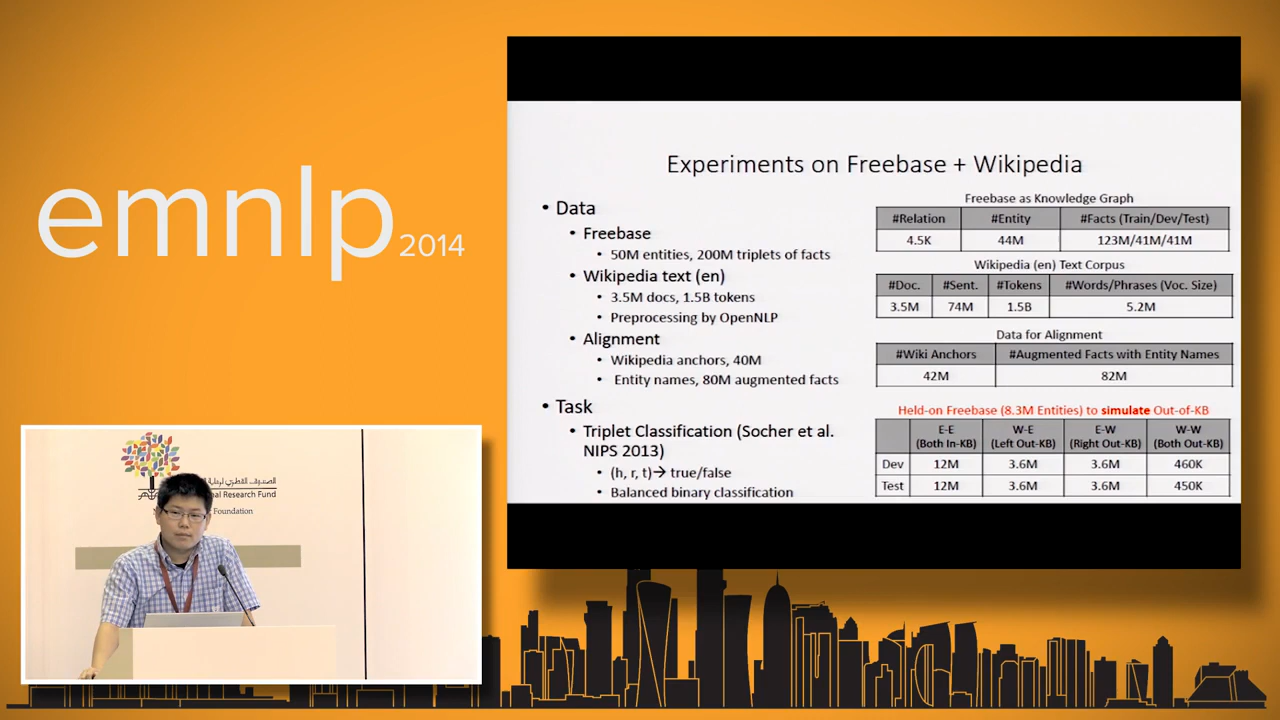 emnlp 2014
Experiments on Freebase + Wikipedia
• Data
• Freebase
• 50M entities, 200M triplets of facts
• Wikipedia text (en)
• 3.5M docs, 1.5B tokens
• Preprocessing by OpenNLP
• Alignment
• Wikipedia anchors, 40M
• Entity names, 80M augmented facts
• Task
• Triplet Classification (Socher et al.
NIPS 2013)
• (h, r, t)→ true/false
• Balanced binary classification
Freebase as Knowledge Graph
#Relation #Entity #Facts (Train/Dev/Test)
4.5K 44M 123M/41M/41M
Wikipedia (en) Text Corpus
#Doc. #Sent. #Tokens #Words/Phrases (Voc. Size)
3.5M 74M 1.5B 5.2M
Data for Alignment
#Wiki Anchors #Augmented Facts with Entity Names
42M 82M
Held-on Freebase (8.3M Entities) to simulate Out-of-KB
E-E W-E E-W W-W
(Both In-KB) (Left Out-KB) (Right Out-KB) (Both Out-KB)
Dev 12M 3.6M 3.6M 460K
Test 12M 3.6M 3.6M 450K
الصندوق القطري لرعاية
Research Fund
Foundation